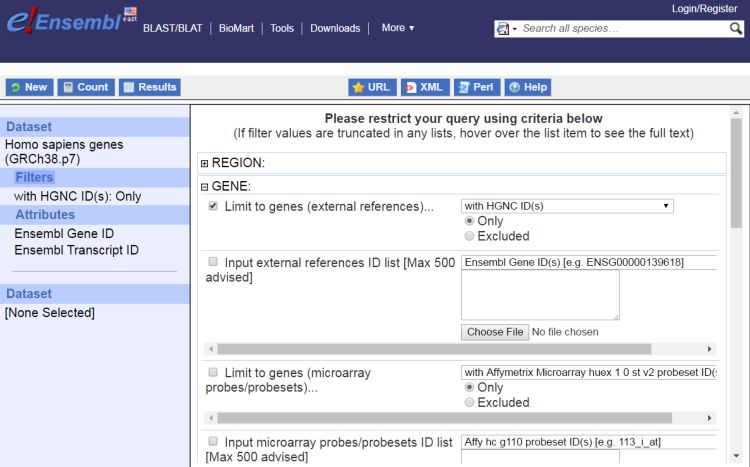 Login/Register
e!Ensembl east
BLAST/BLAT | BioMart | Tools | Downloads | More ▼
e! Search all species…
New Count Results URL XML Perl Help
Dataset
Homo sapiens genes
(GRCh38.p7)
Filters
with HGNC ID(s): Only
Attributes
Ensembl Gene ID
Ensembl Transcript ID
Dataset
[None Selected]
Please restrict your query using criteria below
(If filter values are truncated in any lists, hover over the list item to see the full text)
REGION:
GENE:
Limit to genes (external references)... with HGNC ID(s)
Only
Excluded
Input external references ID list [Max 500
advised]
Ensembl Gene ID(s) [e.g. ENSG00000139618]
Choose File No file chosen
Limit to genes (microarray
probes/probesets)...
with Affymetrix Microarray huex 1 0 st v2 probeset ID(s
Only
Excluded
Input microarray probes/probesets ID list
[Max 500 advised]
Affy hc g110 probeset ID(s) [e.g. 113_i_at]